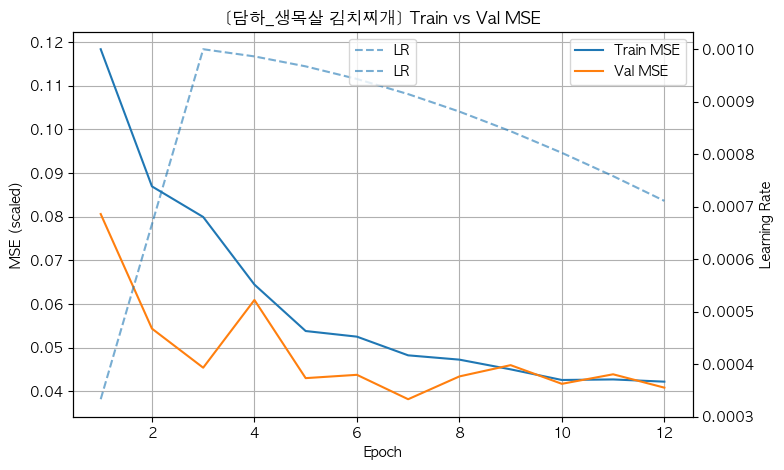 [담하_생목살 김치찌개] Train vs Val MSE
LR
LR
Train MSE
Val MSE
MSE (scaled)
0.12
0.11
0.10
0.09
0.08
0.07
0.06
0.05
0.04
0.0010
0.0009
0.0008
0.0007
0.0006
0.0005
0.0004
0.0003
Learning Rate
2 4 6 8 10 12
Epoch